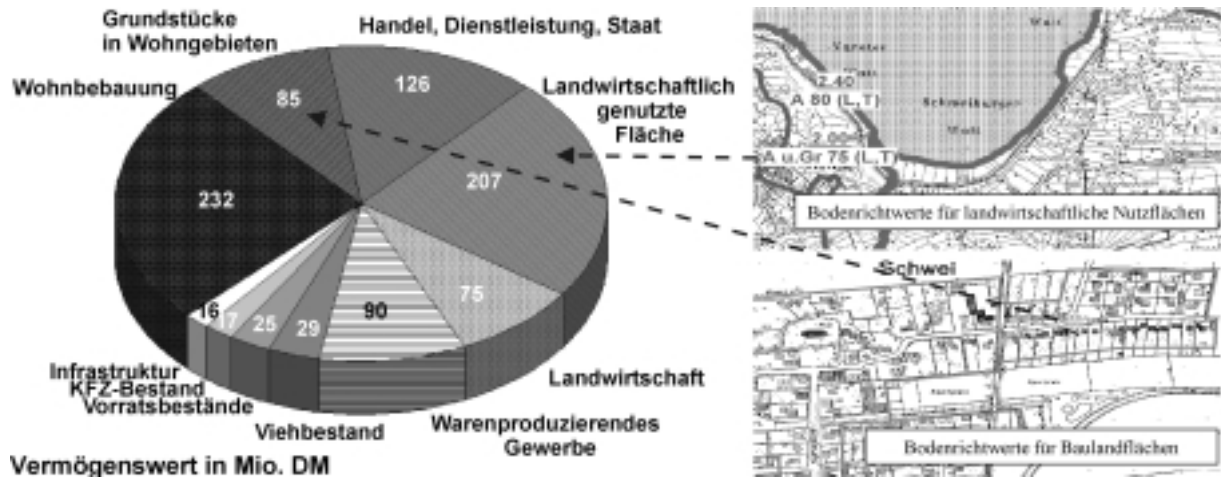 Grundstücke
in Wohngebieten
Handel, Dienstleistung, Staat
Wohnbebauung
Landwirtschaftlich
genutzte
Fläche
85
126
207
232
75
90
29
25
17
16
Infrastruktur
KFZ-Bestand
Vorratsbestände
Viehbestand
Warenproduzierendes
Gewerbe
Landwirtschaft
Vermögenswert in Mio. DM
Watt
2.40
A 80 (L,T)
Schweiburger
Watt
2.00
A u.Gr 75 (L,T)
Bodenrichtwerte für landwirtschaftliche Nutzflächen
Schwei
Bodenrichtwerte für Baulandflächen